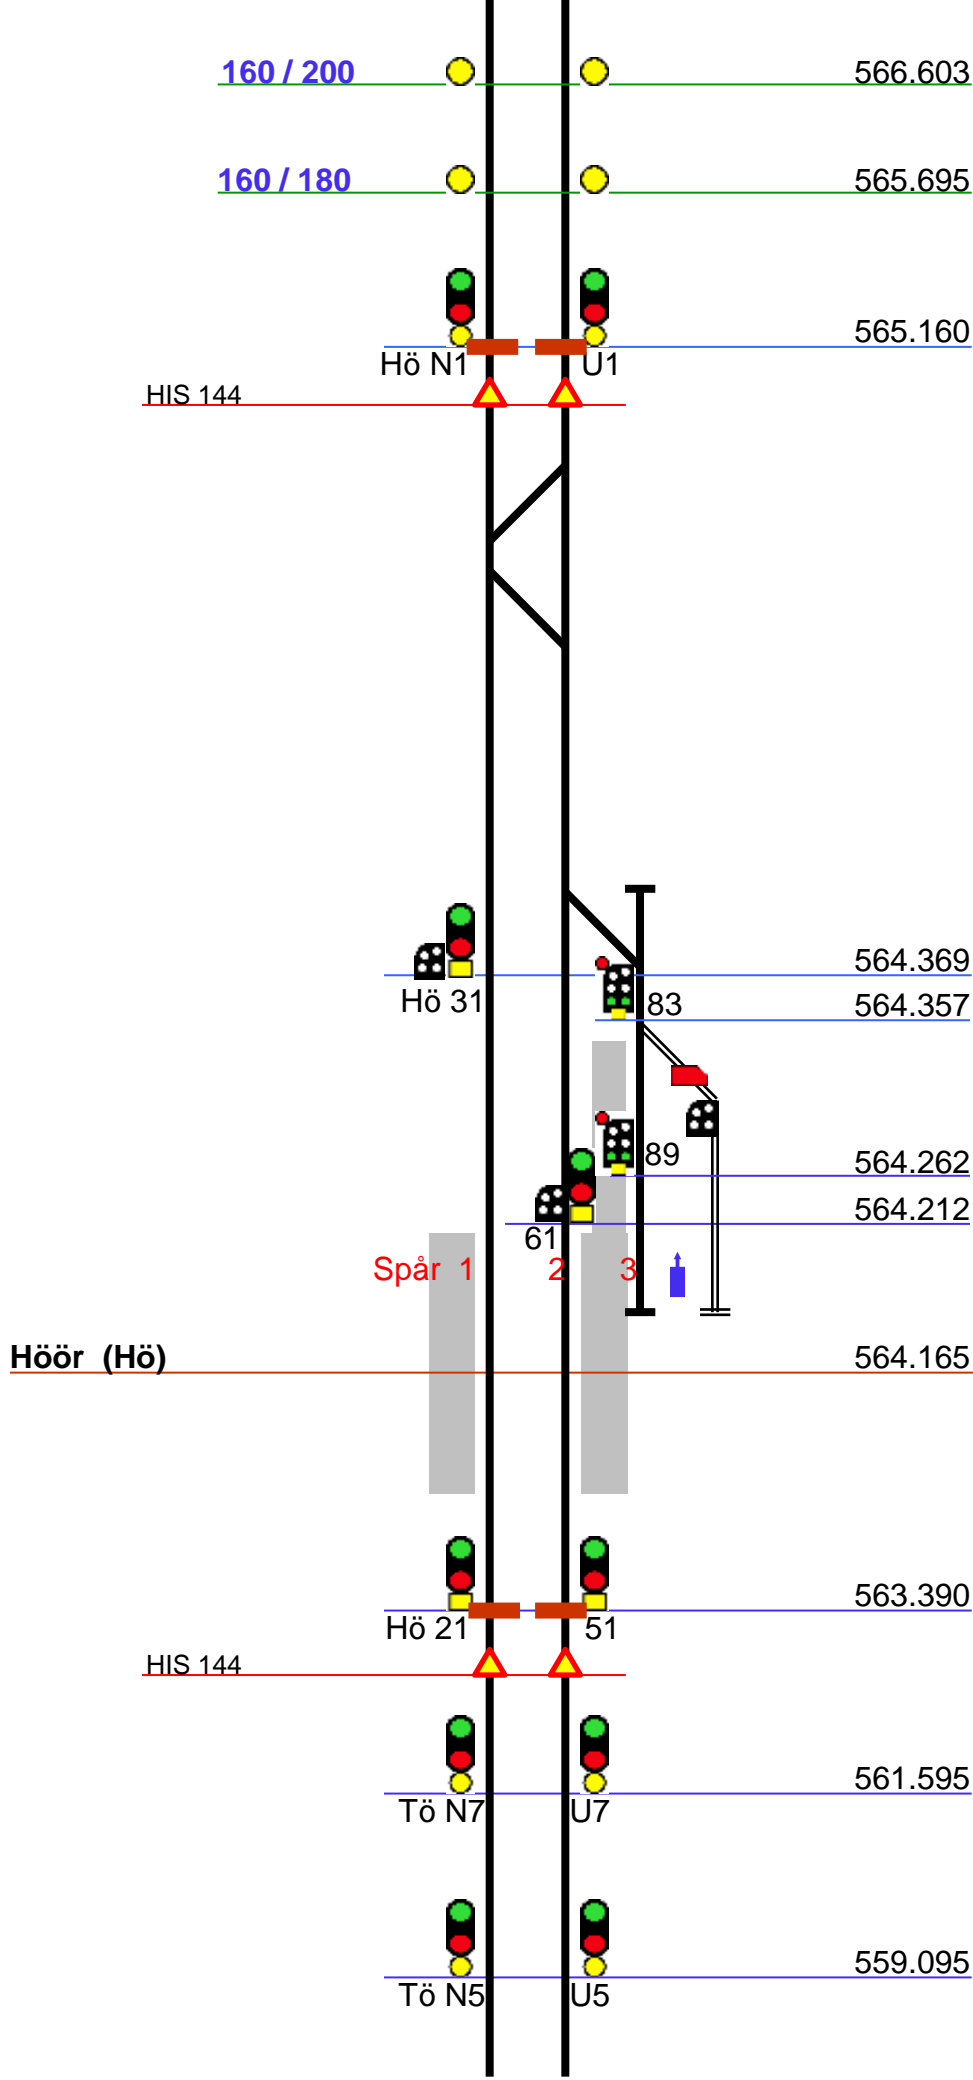 160 / 200 566.603
160 / 180 565.695
565.160
Hö N1 U1
HIS 144
564.369
Hö 31 83 564.357
89 564.262
564.212
61
Spår 1 2 3
Höör (Hö) 564.165
563.390
Hö 21 51
HIS 144
561.595
Tö N7 U7
559.095
Tö N5 U5